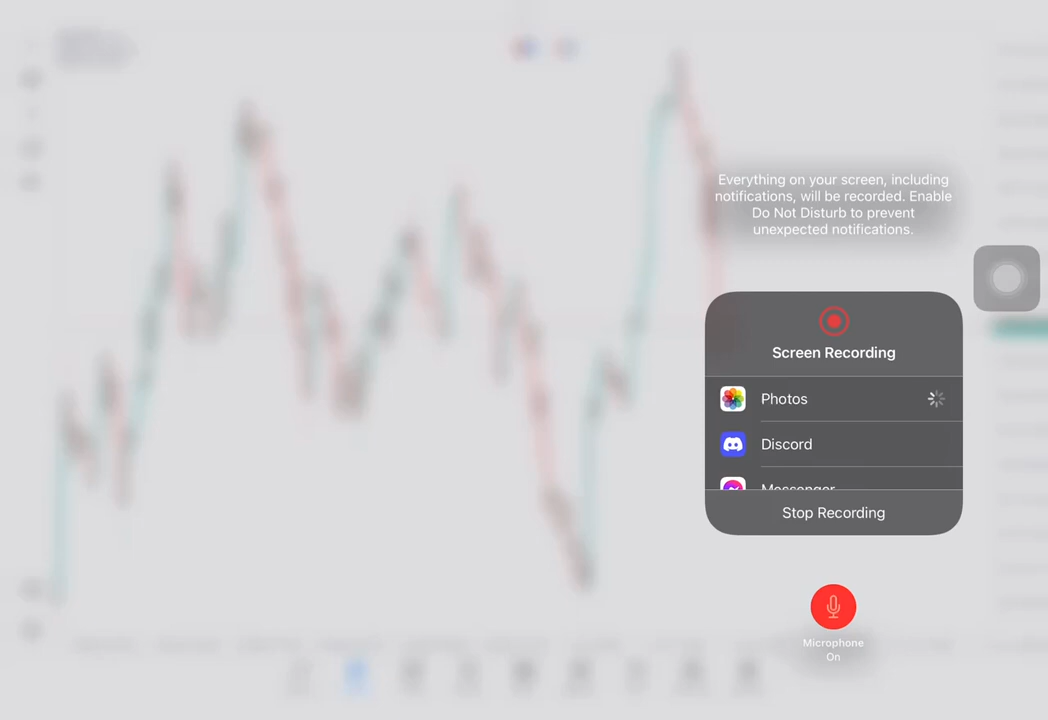 Everything on your screen, including
notifications, will be recorded. Enable
Do Not Disturb to prevent
unexpected notifications.
Screen Recording
Photos
Discord
Messenger
Stop Recording
Microphone
On